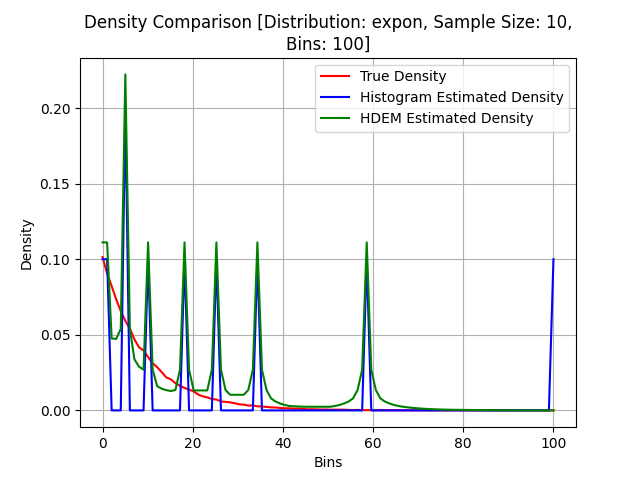 Density Comparison [Distribution: expon, Sample Size: 10,
Bins: 100]
True Density
Histogram Estimated Density
HDEM Estimated Density
Density
0.20
0.15
0.10
0.05
0.00
0 20 40 60 80 100
Bins